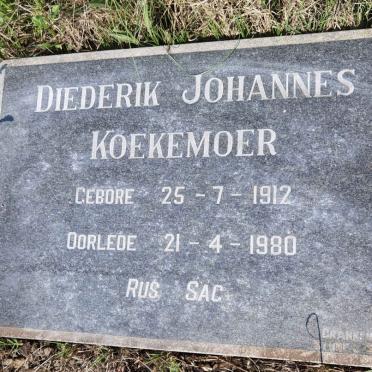 DIEDERIK JOHANNES
KOEKEMOER
GEBORE 25 - 7 - 1912
OORLEDE 21 - 4 - 1980
RUS SAG